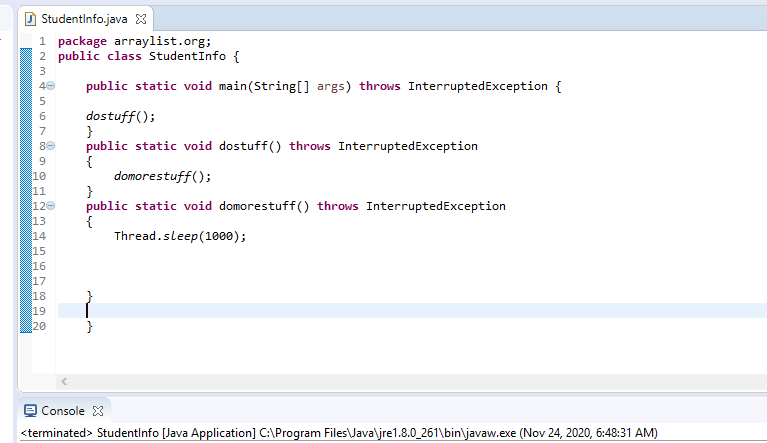 StudentInfo.java
1 package arraylist.org;
2 public class StudentInfo {
3
4 public static void main(String[] args) throws InterruptedException {
5
6 dostuff();
7 }
8 public static void dostuff() throws InterruptedException
9 {
10 domorestuff();
11 }
12 public static void domorestuff() throws InterruptedException
13 {
14 Thread.sleep(1000);
15
16
17
18 }
19
20 }
Console
<terminated> StudentInfo [Java Application] C:\Program Files\Java\jre1.8.0_261\bin\javaw.exe (Nov 24, 2020, 6:48:31 AM)